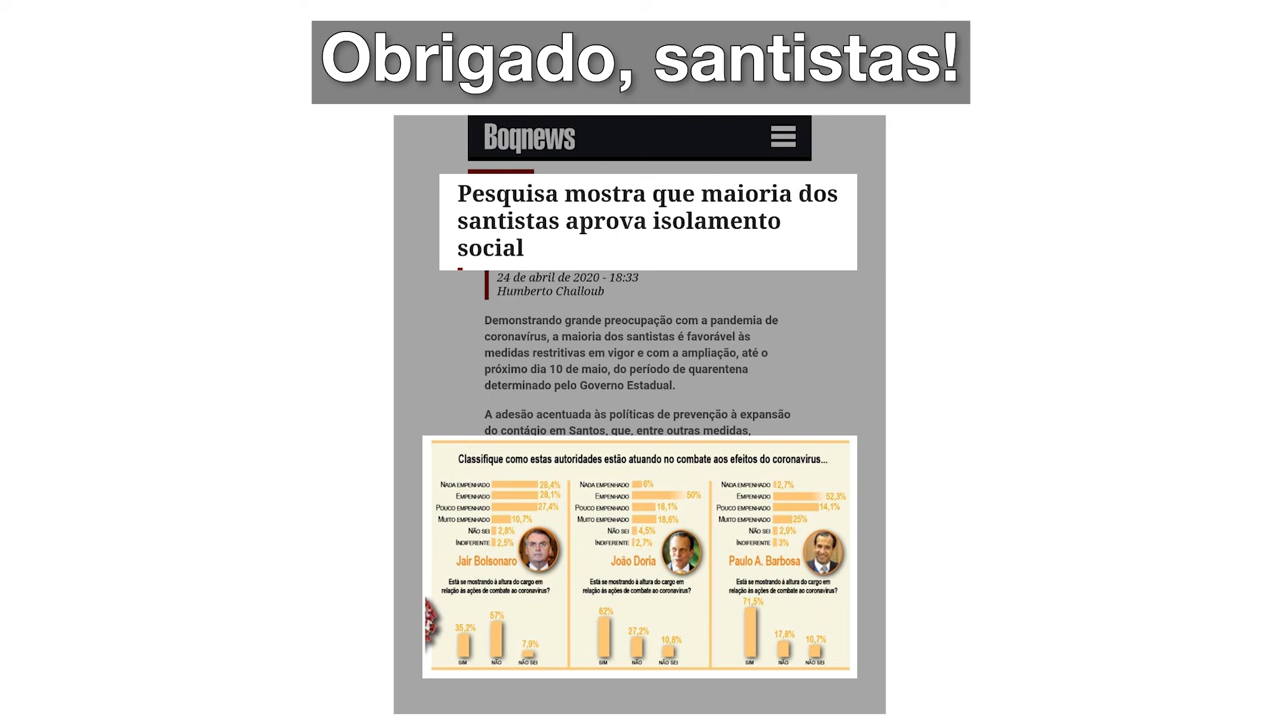 Obrigado, santistas!
Boqnews
Pesquisa mostra que maioria dos
santistas aprova isolamento
social
24 de abril de 2020 - 18:33
Humberto Challoub
Demonstrando grande preocupação com a pandemia de
coronavírus, a maioria dos santistas é favorável às
medidas restritivas em vigor e com a ampliação, até o
próximo dia 10 de maio, do período de quarentena
determinado pelo Governo Estadual.
A adesão acentuada às políticas de prevenção à expansão
do contágio em Santos, que, entre outras medidas,
Classifique como estas autoridades estão atuando no combate aos efeitos do coronavirus...
NADA EMPENHADO 28,4%
EMPENHADO 28,1%
POUCO EMPENHADO 27,4%
MUITO EMPENHADO 10,7%
NÃO SEI 2,8%
INDIFERENTE 2,5%
Jair Bolsonaro
Está se mostrando à altura do cargo em
relação às ações de combate ao coronavirus?
35,2% 57% 7,9%
SIM NÃO NÃO SEI
NADA EMPENHADO 6%
EMPENHADO 50%
POUCO EMPENHADO 18,1%
MUITO EMPENHADO 18,6%
NÃO SEI 4,5%
INDIFERENTE 2,7%
João Doria
Está se mostrando à altura do cargo em
relação às ações de combate ao coronavirus?
62% 27,2% 10,8%
SIM NÃO NÃO SEI
NADA EMPENHADO 2,7%
EMPENHADO 52,3%
POUCO EMPENHADO 14,1%
MUITO EMPENHADO 25%
NÃO SEI 2,9%
INDIFERENTE 3%
Paulo A. Barbosa
Está se mostrando à altura do cargo em
relação às ações de combate ao coronavirus?
71,5% 17,8% 10,7%
SIM NÃO NÃO SEI